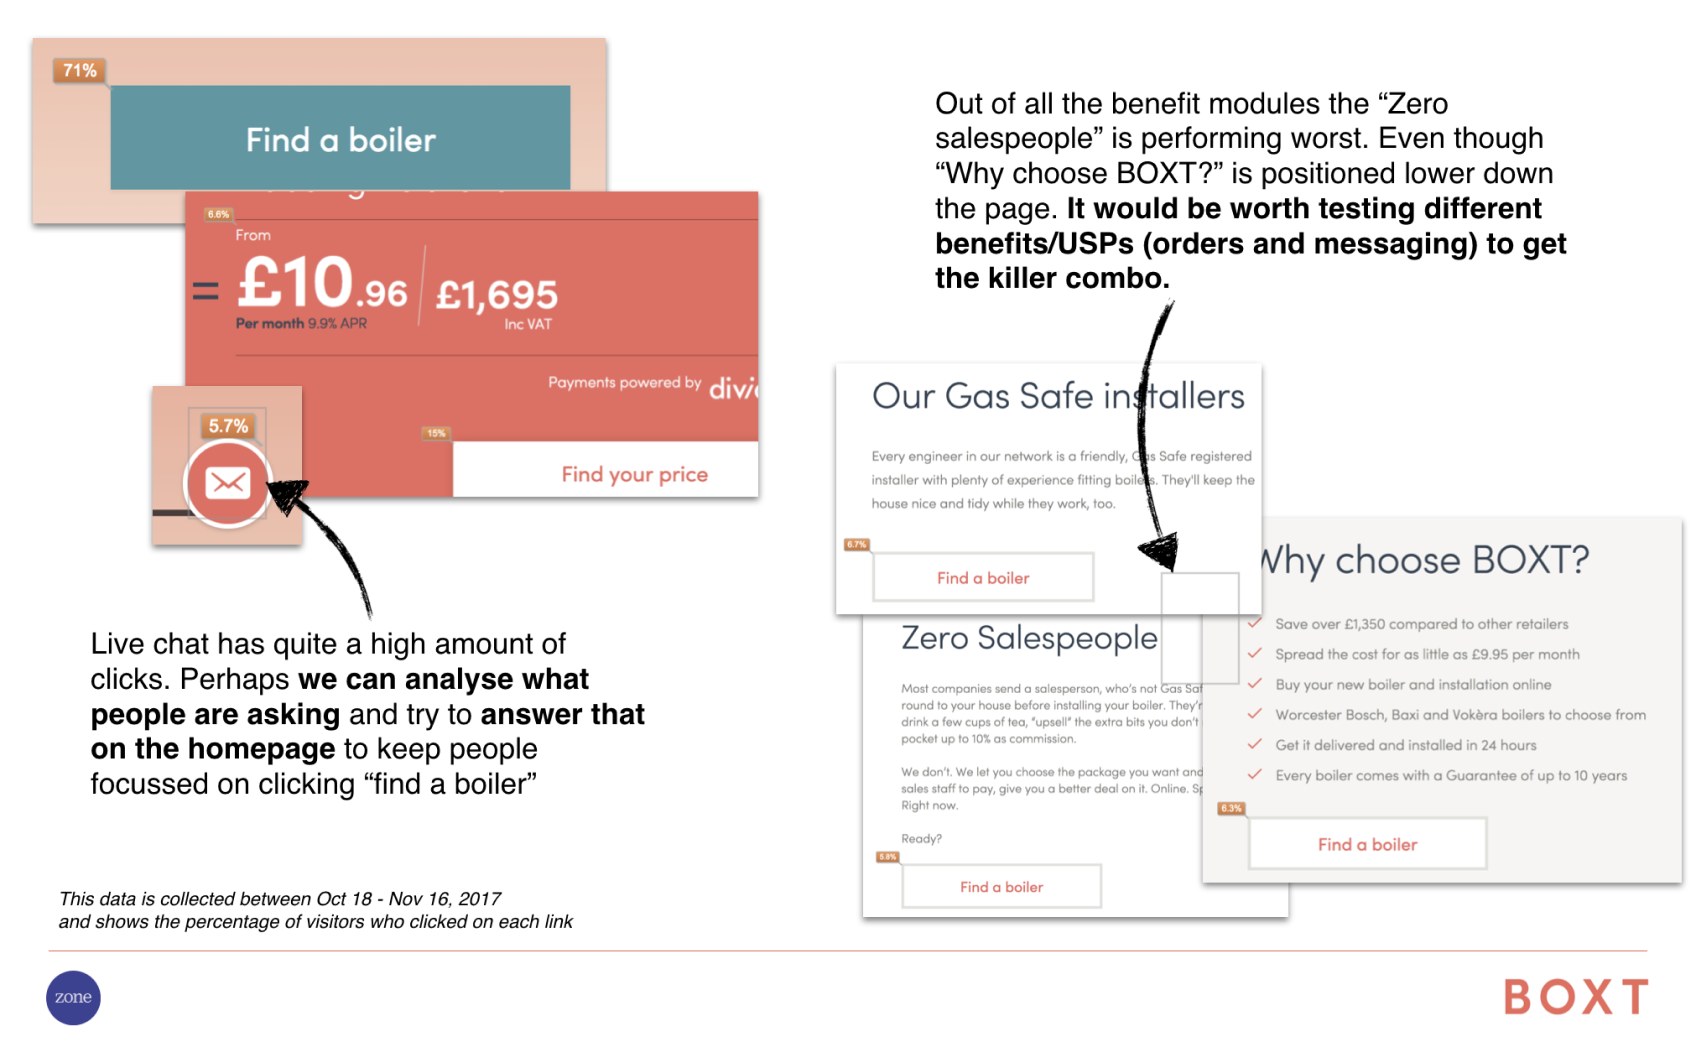 71%
Find a boiler
6.6%
From
= £10.96 £1,695
Per month 9.9% APR
Inc VAT
Payments powered by
15%
Find your price
5.7%
Live chat has quite a high amount of
clicks. Perhaps we can analyse what
people are asking and try to answer that
on the homepage to keep people
focussed on clicking “find a boiler”
This data is collected between Oct 18 - Nov 16, 2017
and shows the percentage of visitors who clicked on each link
Out of all the benefit modules the “Zero
salespeople” is performing worst. Even though
“Why choose BOXT?” is positioned lower down
the page. It would be worth testing different
benefits/USPs (orders and messaging) to get
the killer combo.
Our Gas Safe installers
Every engineer in our network is a friendly, Gas Safe registered
installer with plenty of experience fitting boilers. They'll keep the
house nice and tidy while they work, too.
6.7%
Find a boiler
Zero Salespeople
Most companies send a salesperson, who's not Gas Saf
round to your house before installing your boiler. They'r
drink a few cups of tea, "upsell" the extra bits you don't
pocket up to 10% as commission.
We don't. We let you choose the package you want and
sales staff to pay, give you a better deal on it. Online. Sp
Right now.
Ready?
5.8%
Find a boiler
Why choose BOXT?
Save over £1,350 compared to other retailers
Spread the cost for as little as £9.95 per month
Buy your new boiler and installation online
Worcester Bosch, Baxi and Vokèra boilers to choose from
Get it delivered and installed in 24 hours
Every boiler comes with a Guarantee of up to 10 years
6.3%
Find a boiler
zone
BOXT